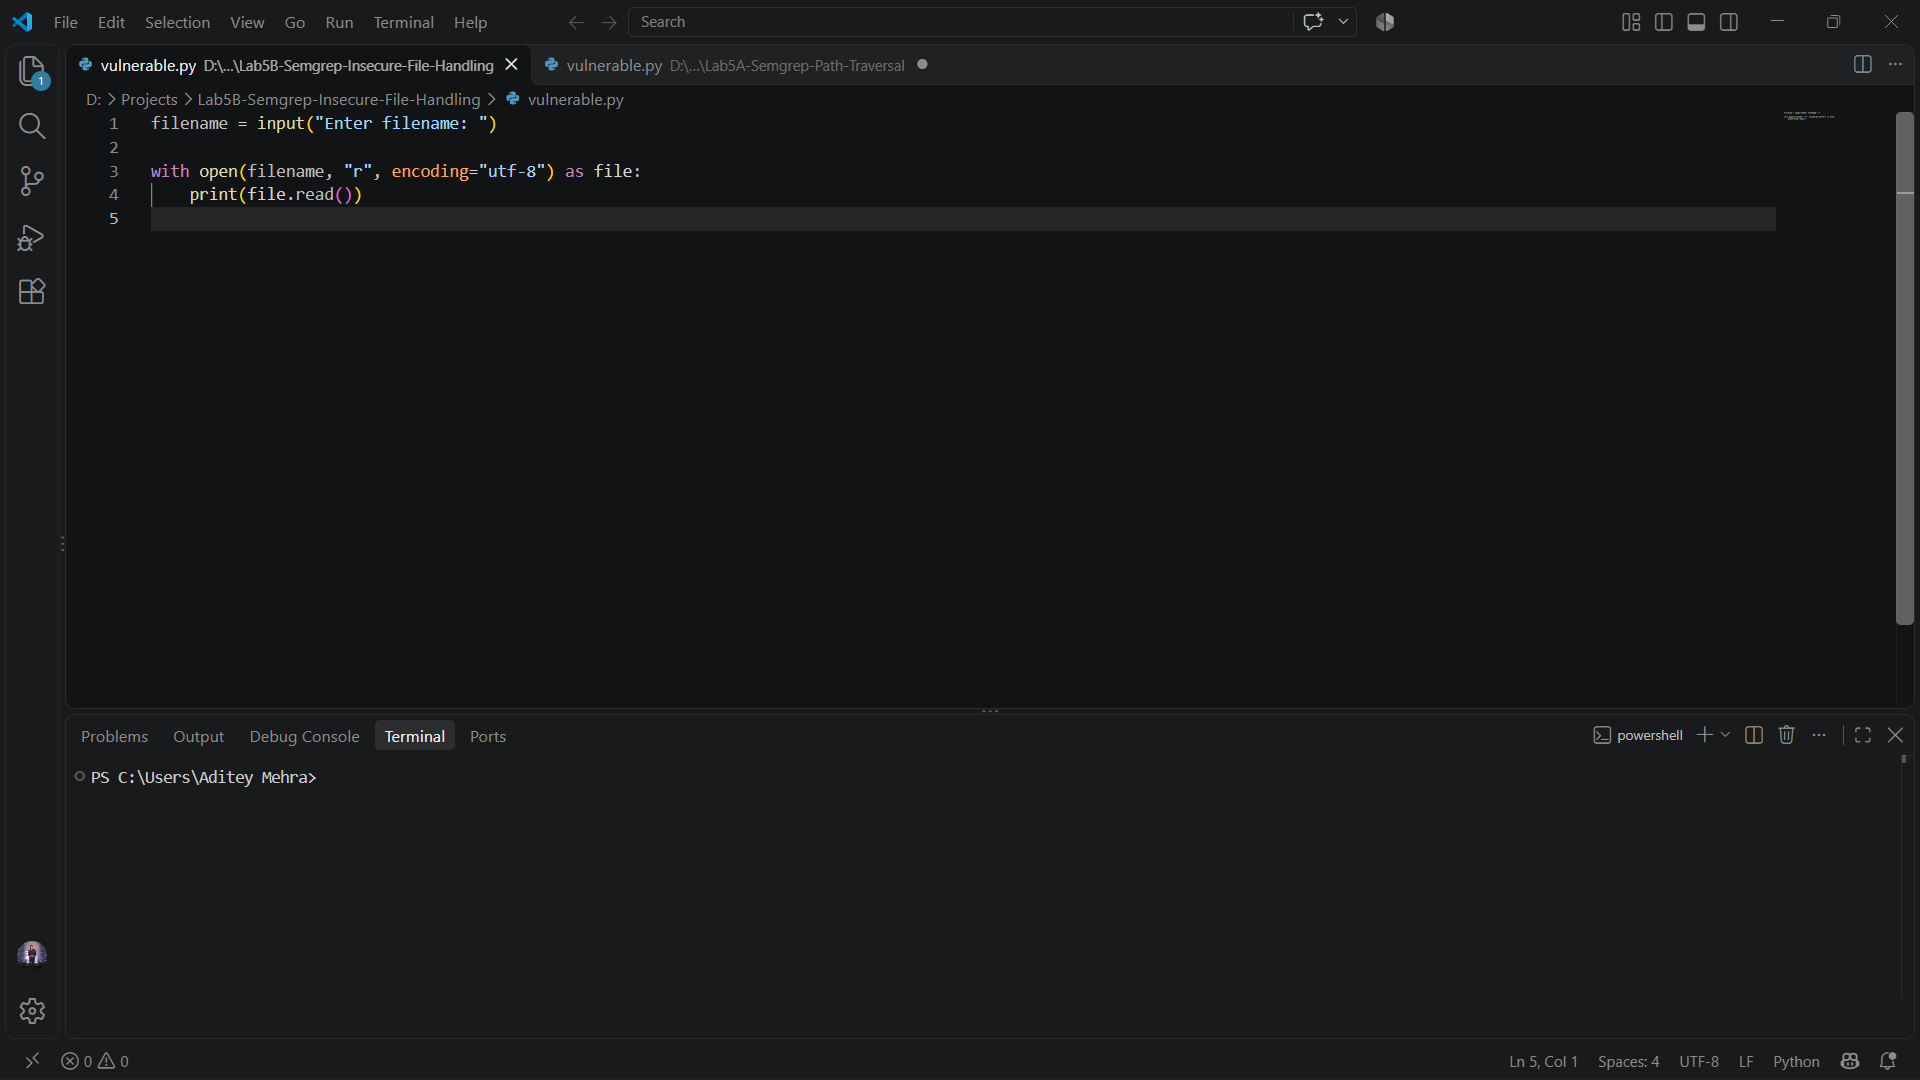 File Edit Selection View Go Run Terminal Help
Search
1
vulnerable.py D:\...\Lab5B-Semgrep-Insecure-File-Handling
vulnerable.py D:\...\Lab5A-Semgrep-Path-Traversal
D: > Projects > Lab5B-Semgrep-Insecure-File-Handling > vulnerable.py
1 filename = input("Enter filename: ")
2
3 with open(filename, "r", encoding="utf-8") as file:
4     print(file.read())
5
Problems Output Debug Console Terminal Ports
powershell
PS C:\Users\Aditey Mehra>
0 0
Ln 5, Col 1 Spaces: 4 UTF-8 LF Python